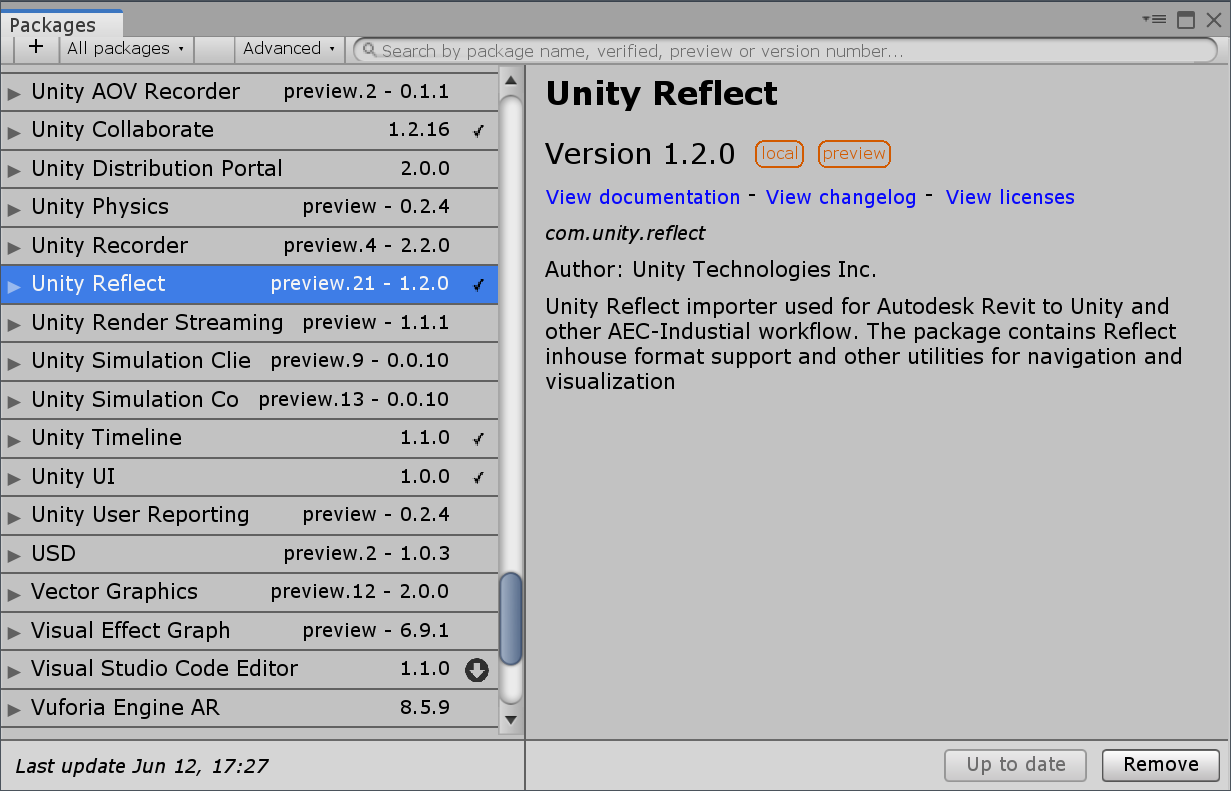 Packages
+ All packages Advanced Search by package name, verified, preview or version number...
Unity AOV Recorder preview.2 - 0.1.1
Unity Collaborate 1.2.16
Unity Distribution Portal 2.0.0
Unity Physics preview - 0.2.4
Unity Recorder preview.4 - 2.2.0
Unity Reflect preview.21 - 1.2.0
Unity Render Streaming preview - 1.1.1
Unity Simulation Clie preview.9 - 0.0.10
Unity Simulation Co preview.13 - 0.0.10
Unity Timeline 1.1.0
Unity UI 1.0.0
Unity User Reporting preview - 0.2.4
USD preview.2 - 1.0.3
Vector Graphics preview.12 - 2.0.0
Visual Effect Graph preview - 6.9.1
Visual Studio Code Editor 1.1.0
Vuforia Engine AR 8.5.9
Last update Jun 12, 17:27
Unity Reflect
Version 1.2.0 local preview
View documentation - View changelog - View licenses
com.unity.reflect
Author: Unity Technologies Inc.
Unity Reflect importer used for Autodesk Revit to Unity and
other AEC-Industial workflow. The package contains Reflect
inhouse format support and other utilities for navigation and
visualization
Up to date Remove